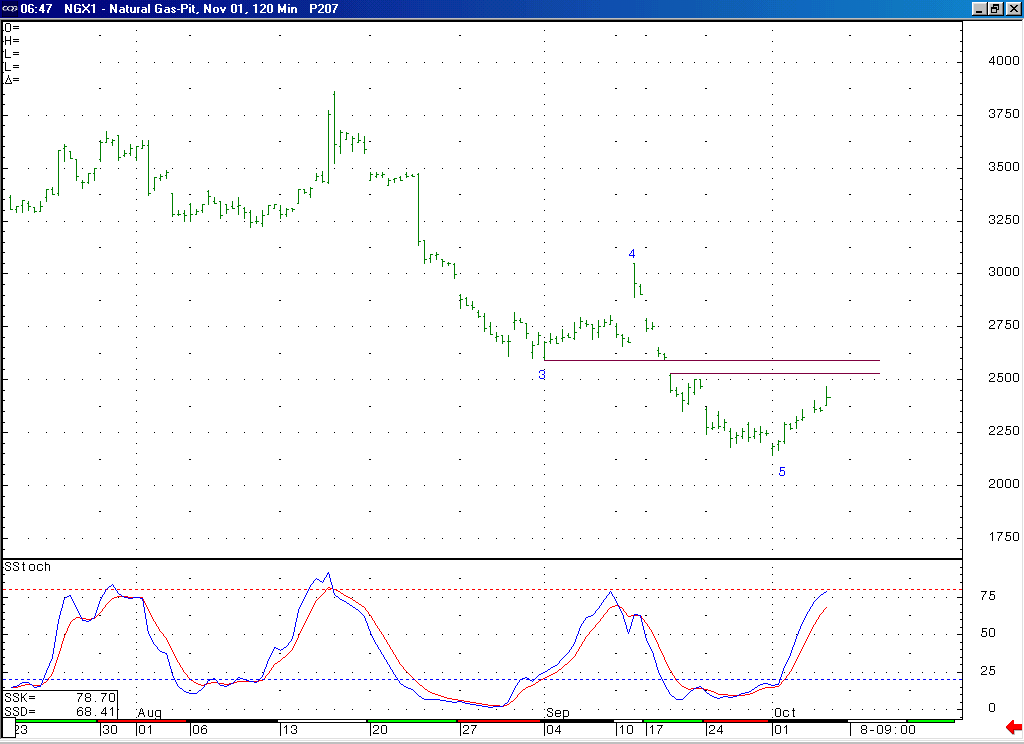 06:47 NGX1 - Natural Gas-Pit, Nov 01, 120 Min P207
O=
H=
L=
L=
Δ=
4000
3750
3500
3250
3000
2750
2500
2250
2000
1750
4
3
5
SStoch
75
50
25
0
SSK= 78.70
SSD= 68.41
Aug Sep Oct
23 30 01 06 13 20 27 04 10 17 24 01 8-09:00